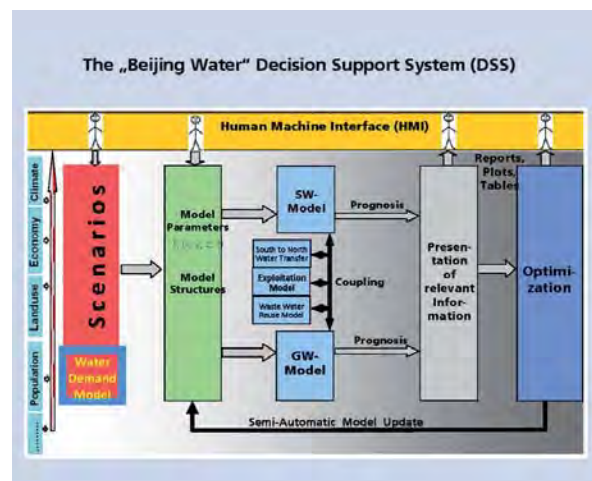 The „Beijing Water“ Decision Support System (DSS)
Human Machine Interface (HMI)
Climate
Economy
Landuse
Population
.........
Scenarios
Water
Demand
Model
Model
Parameters
Model
Structures
SW-
Model
South to North
Water Transfer
Exploitation
Model
Waste Water
Reuse Model
GW-
Model
Coupling
Prognosis
Prognosis
Presen-
tation
of
relevant
Infor-
mation
Reports,
Plots,
Tables
Optimi-
zation
Semi-Automatic Model Update